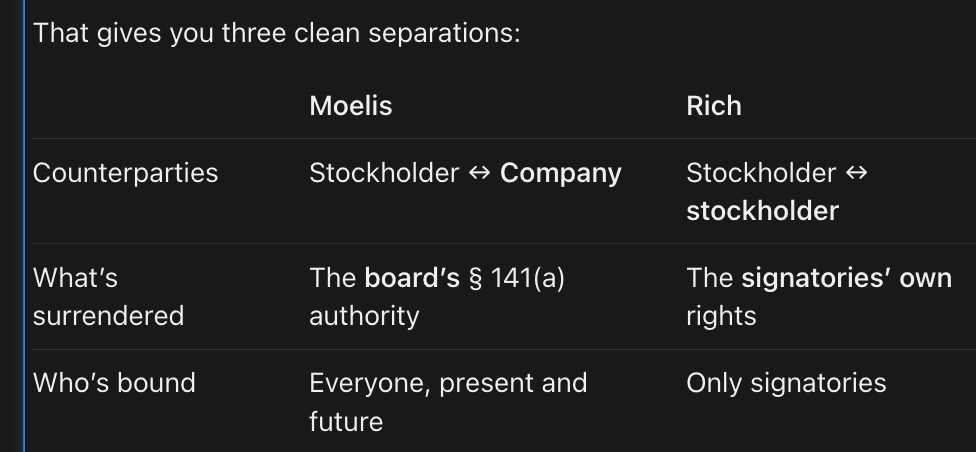 That gives you three clean separations:
Moelis Rich
Counterparties Stockholder ↔ Company Stockholder ↔
stockholder
What’s The board’s § 141(a) The signatories’ own
surrendered authority rights
Who’s bound Everyone, present and Only signatories
future